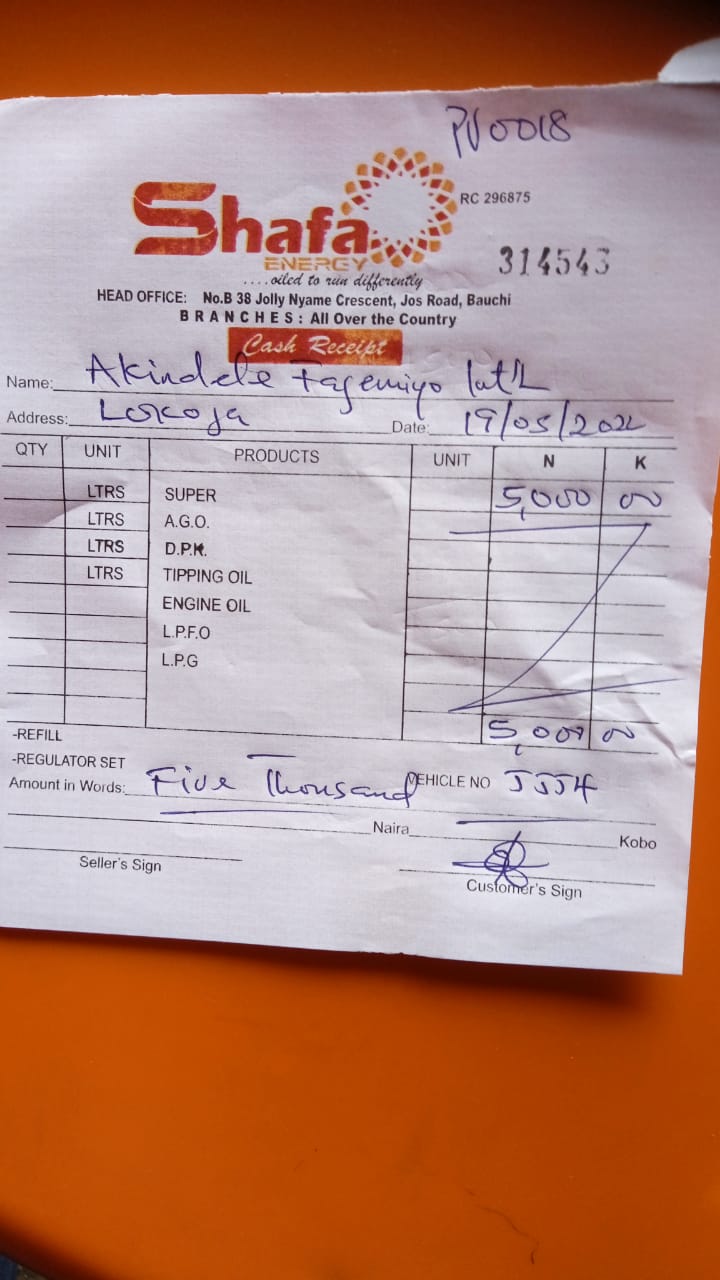 PV0018
Shafa
ENERGY
RC 296875
....oiled to run differently
314543
HEAD OFFICE: No.B 38 Jolly Nyame Crescent, Jos Road, Bauchi
BRANCHES: All Over the Country
Cash Receipt
Name: Akindele Int'L
Address: Lokoja Date: 19/05/2022
QTY UNIT PRODUCTS UNIT N K
LTRS SUPER 5,000 00
LTRS A.G.O.
LTRS D.P.K.
LTRS TIPPING OIL
ENGINE OIL
L.P.F.O
L.P.G
-REFILL 5,000 00
-REGULATOR SET
Amount in Words: Five Thousand VEHICLE NO
Naira Kobo
Seller's Sign Customer's Sign